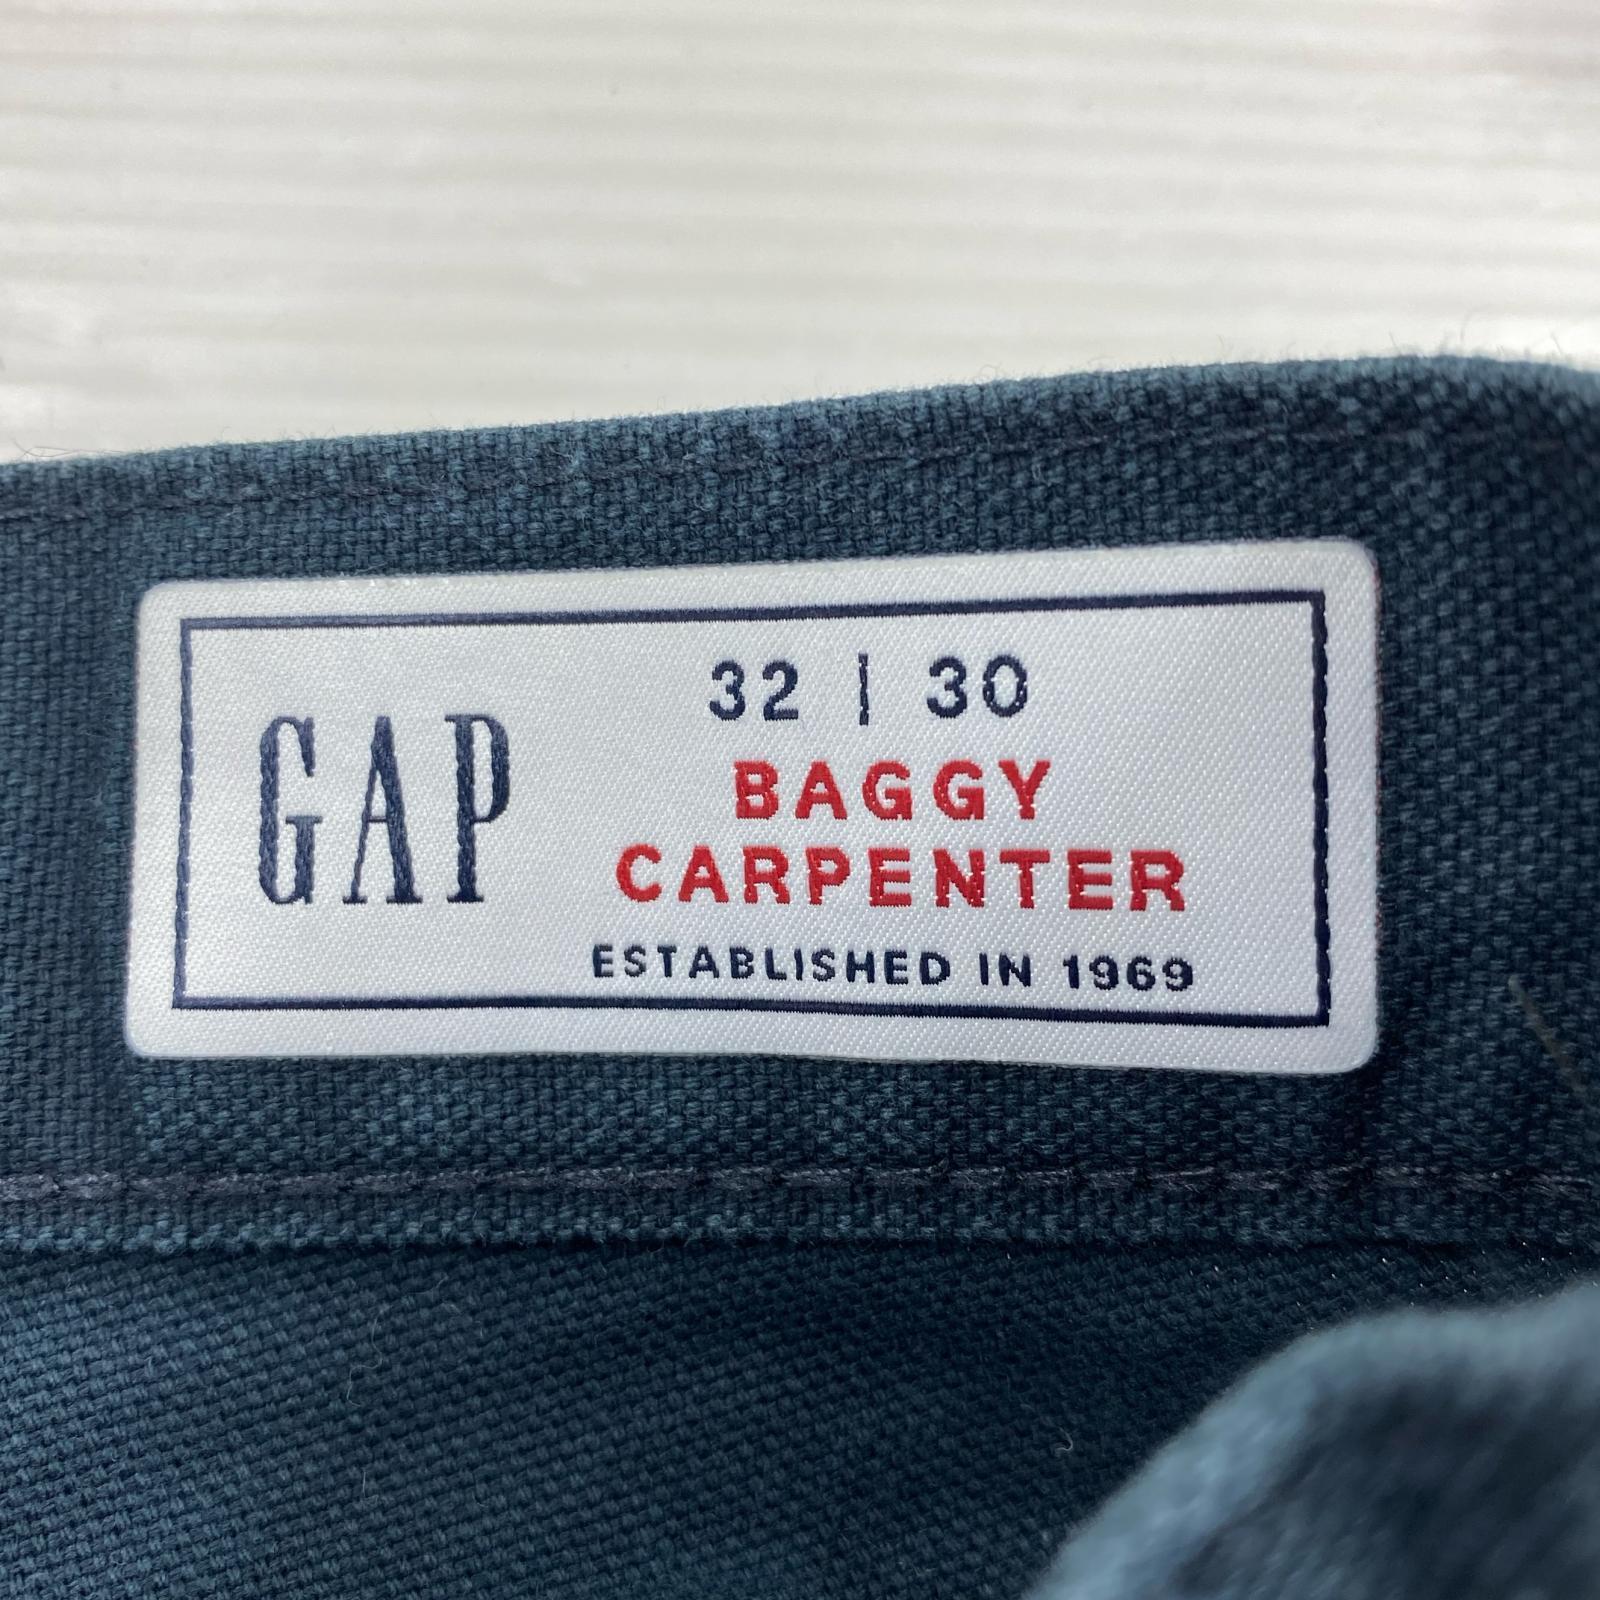 GAP
32 | 30
BAGGY
CARPENTER
ESTABLISHED IN 1969